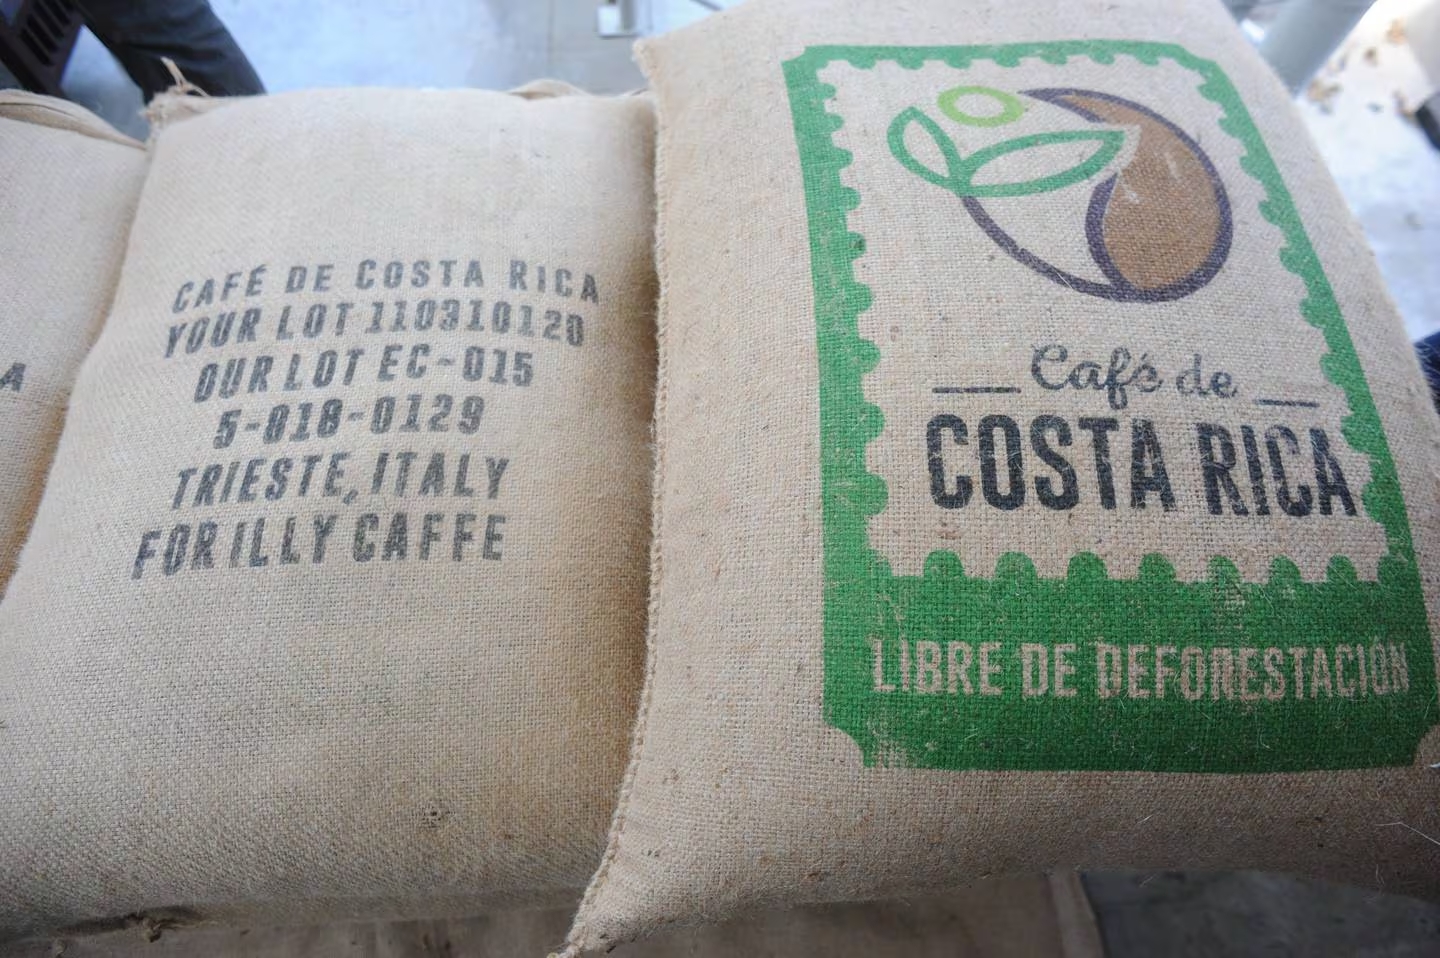 CAFÉ DE COSTA RICA
YOUR LOT 110310120
OUR LOT EC-015
5-018-0129
TRIESTE, ITALY
FOR ILLY CAFFE
Café de
COSTA RICA
LIBRE DE DEFORESTACIÓN